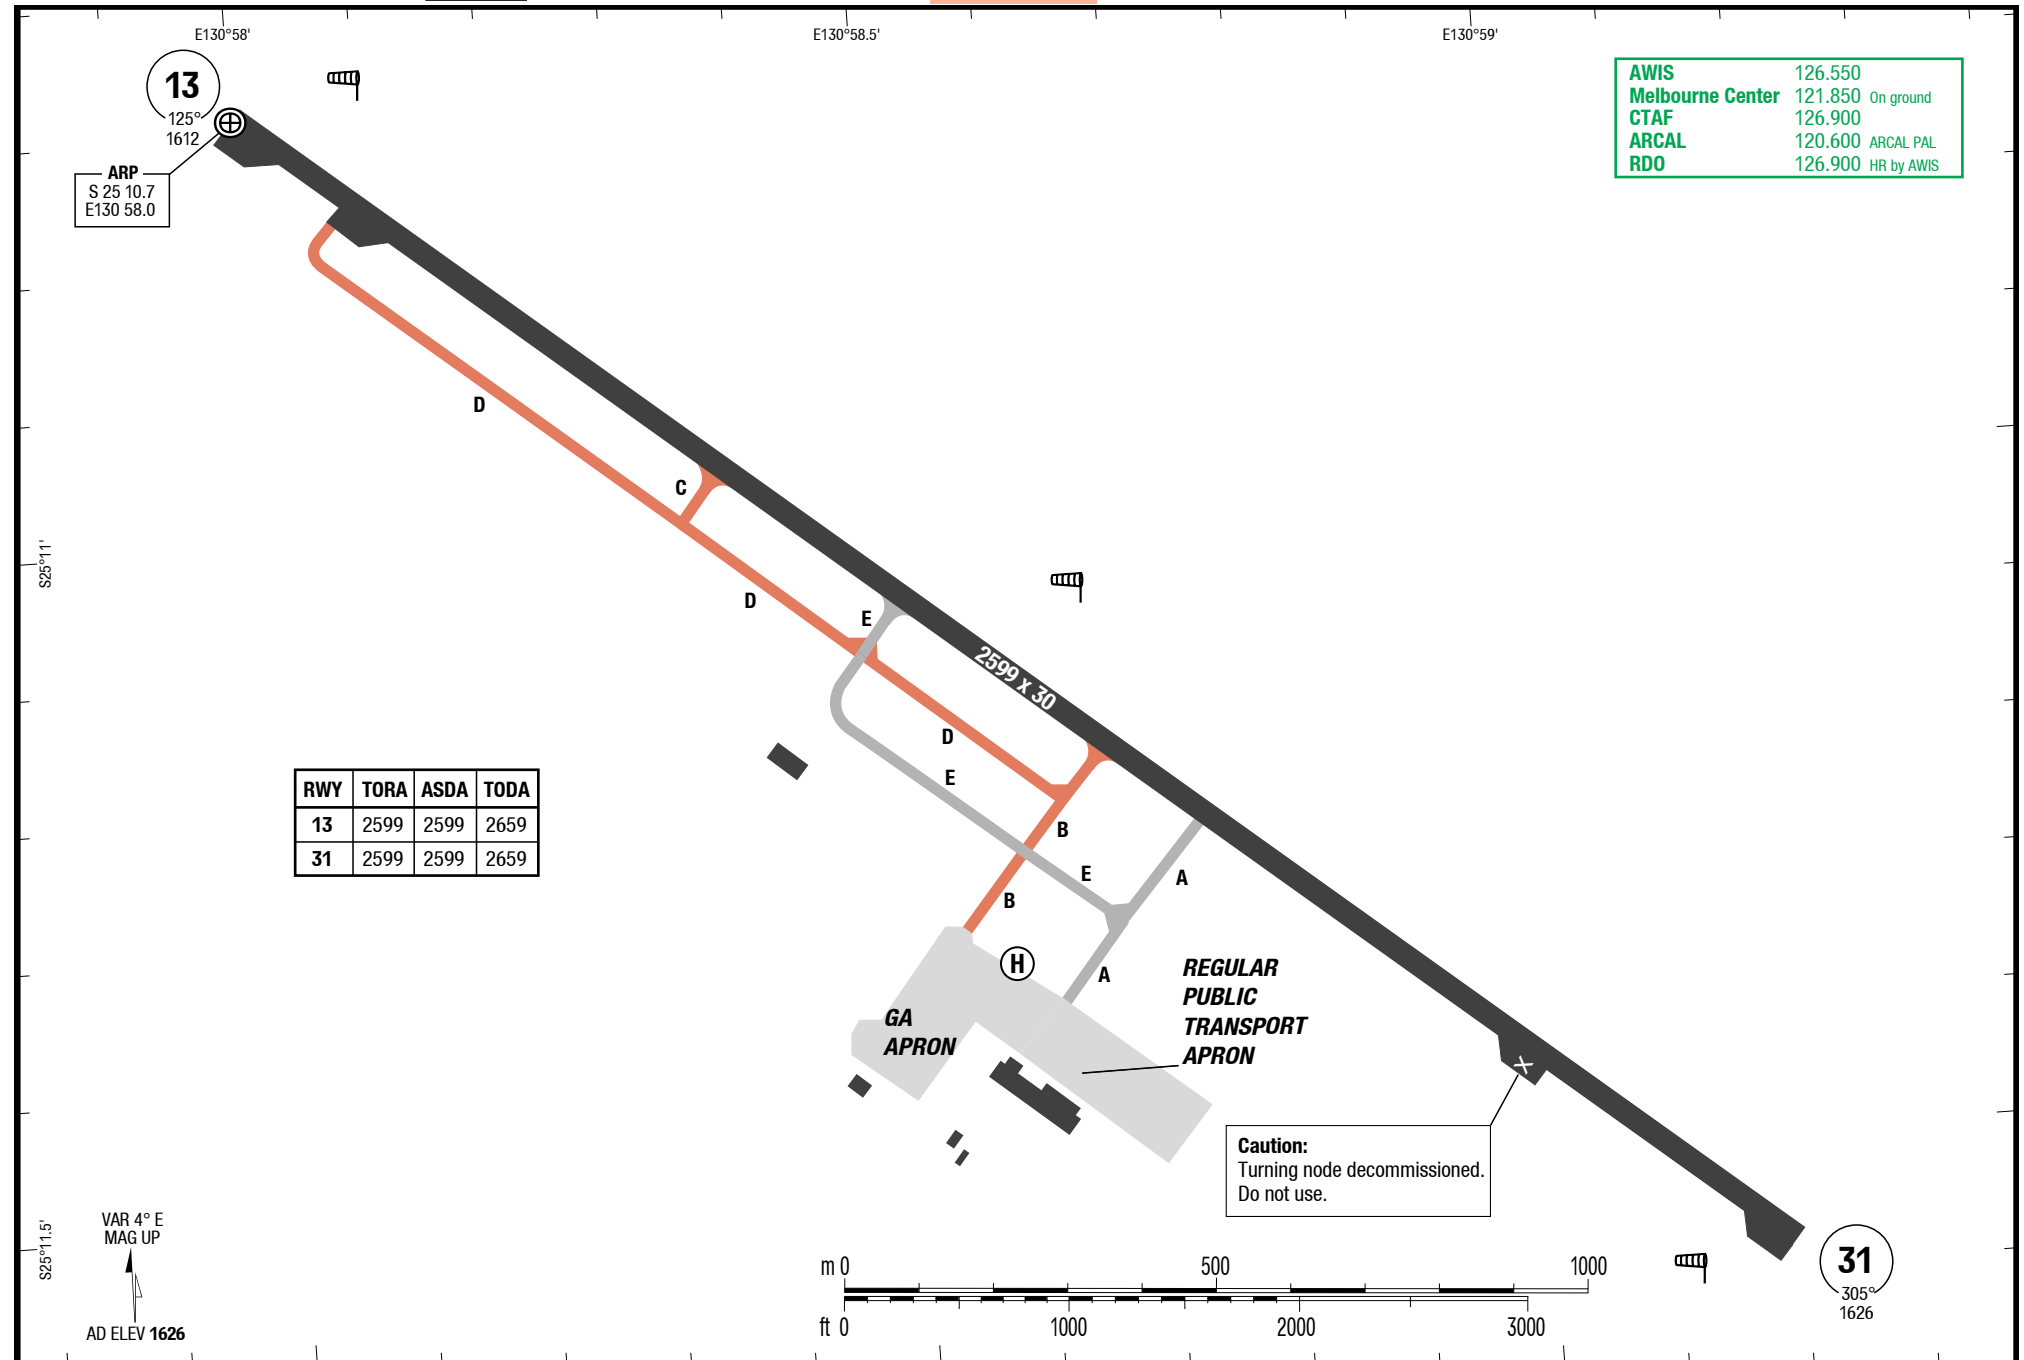 E130°58'
E130°58.5'
E130°59'
13
125°
1612
ARP
S 25 10.7
E130 58.0
AWIS 126.550
Melbourne Center 121.850 On ground
CTAF 126.900
ARCAL 120.600 ARCAL PAL
RDO 126.900 HR by AWIS
D
C
S25°11'
D
E
2599 x 30
D
E
B
E
A
B
H
A
RWY TORA ASDA TODA
13 2599 2599 2659
31 2599 2599 2659
GA
APRON
REGULAR
PUBLIC
TRANSPORT
APRON
X
Caution:
Turning node decommissioned.
Do not use.
31
305°
1626
S25°11.5'
VAR 4° E
MAG UP
AD ELEV 1626
m 0 500 1000
ft 0 1000 2000 3000